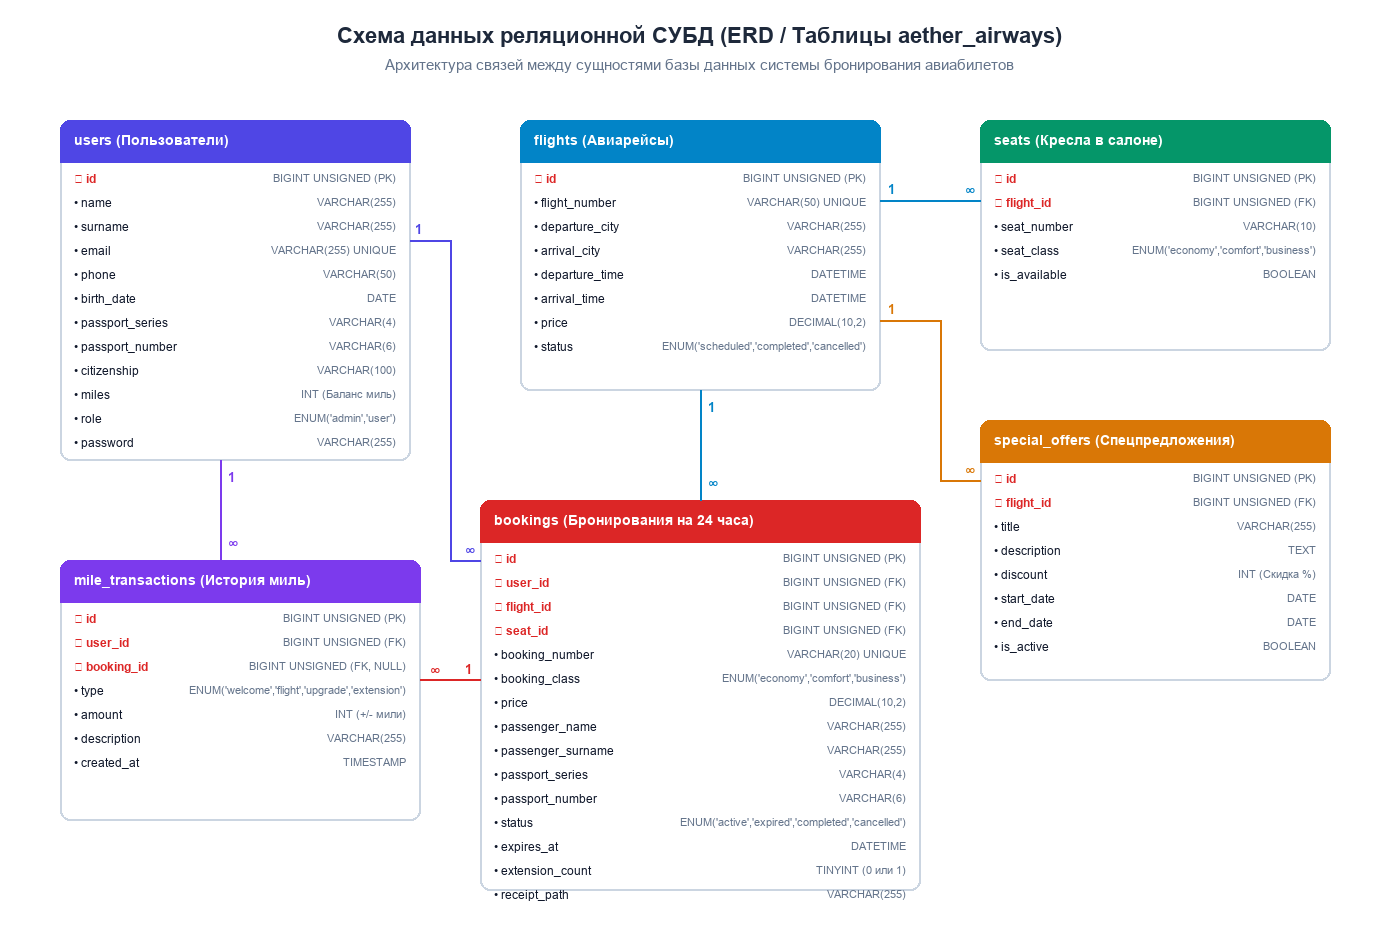 Схема данных реляционной СУБД (ERD / Таблицы aether_airways)
Архитектура связей между сущностями базы данных системы бронирования авиабилетов
users (Пользователи)
id BIGINT UNSIGNED (PK)
• name VARCHAR(255)
• surname VARCHAR(255)
• email VARCHAR(255) UNIQUE
• phone VARCHAR(50)
• birth_date DATE
• passport_series VARCHAR(4)
• passport_number VARCHAR(6)
• citizenship VARCHAR(100)
• miles INT (Баланс миль)
• role ENUM('admin','user')
• password VARCHAR(255)
1
1
∞
∞
flights (Авиарейсы)
id BIGINT UNSIGNED (PK)
• flight_number VARCHAR(50) UNIQUE
• departure_city VARCHAR(255)
• arrival_city VARCHAR(255)
• departure_time DATETIME
• arrival_time DATETIME
• price DECIMAL(10,2)
• status ENUM('scheduled','completed','cancelled')
1 ∞
1
∞
1
∞
seats (Кресла в салоне)
id BIGINT UNSIGNED (PK)
flight_id BIGINT UNSIGNED (FK)
• seat_number VARCHAR(10)
• seat_class ENUM('economy','comfort','business')
• is_available BOOLEAN
special_offers (Спецпредложения)
id BIGINT UNSIGNED (PK)
flight_id BIGINT UNSIGNED (FK)
• title VARCHAR(255)
• description TEXT
• discount INT (Скидка %)
• start_date DATE
• end_date DATE
• is_active BOOLEAN
mile_transactions (История миль)
id BIGINT UNSIGNED (PK)
user_id BIGINT UNSIGNED (FK)
booking_id BIGINT UNSIGNED (FK, NULL)
• type ENUM('welcome','flight','upgrade','extension')
• amount INT (+/- мили)
• description VARCHAR(255)
• created_at TIMESTAMP
∞ 1
bookings (Бронирования на 24 часа)
id BIGINT UNSIGNED (PK)
user_id BIGINT UNSIGNED (FK)
flight_id BIGINT UNSIGNED (FK)
seat_id BIGINT UNSIGNED (FK)
• booking_number VARCHAR(20) UNIQUE
• booking_class ENUM('economy','comfort','business')
• price DECIMAL(10,2)
• passenger_name VARCHAR(255)
• passenger_surname VARCHAR(255)
• passport_series VARCHAR(4)
• passport_number VARCHAR(6)
• status ENUM('active','expired','completed','cancelled')
• expires_at DATETIME
• extension_count TINYINT (0 или 1)
• receipt_path VARCHAR(255)